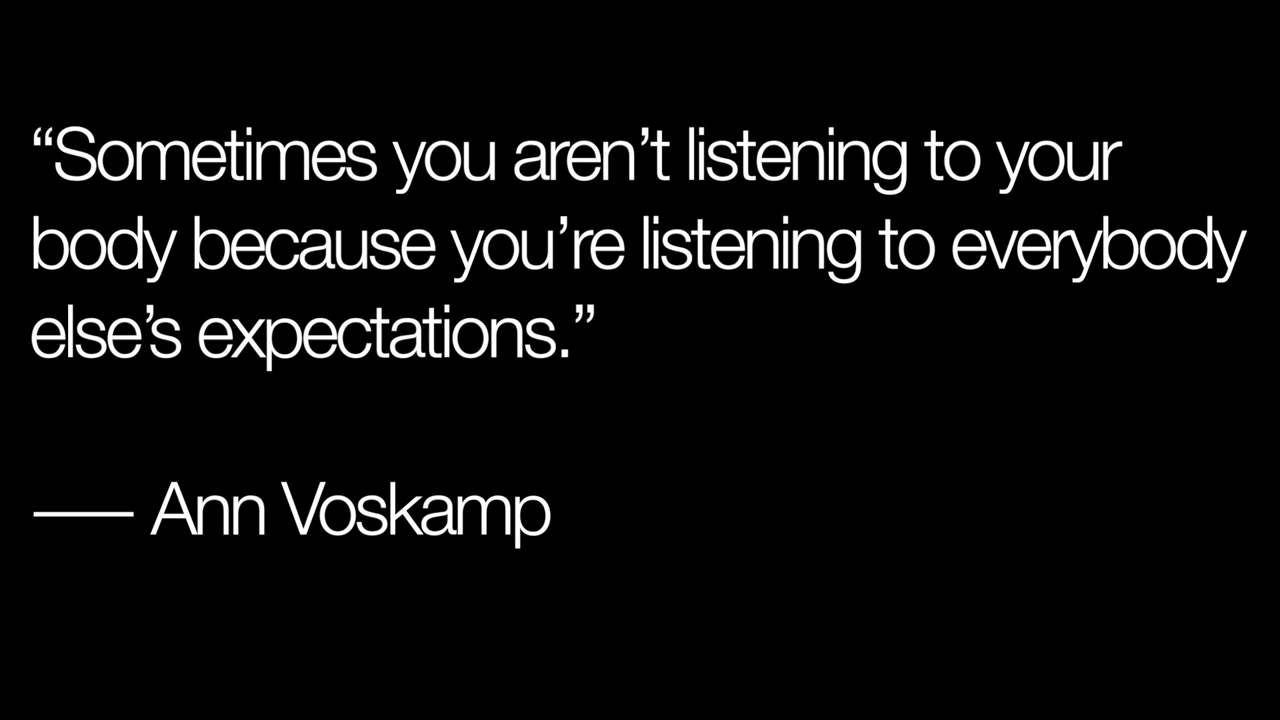 “Sometimes you aren’t listening to your
body because you’re listening to everybody
else’s expectations.”
—— Ann Voskamp